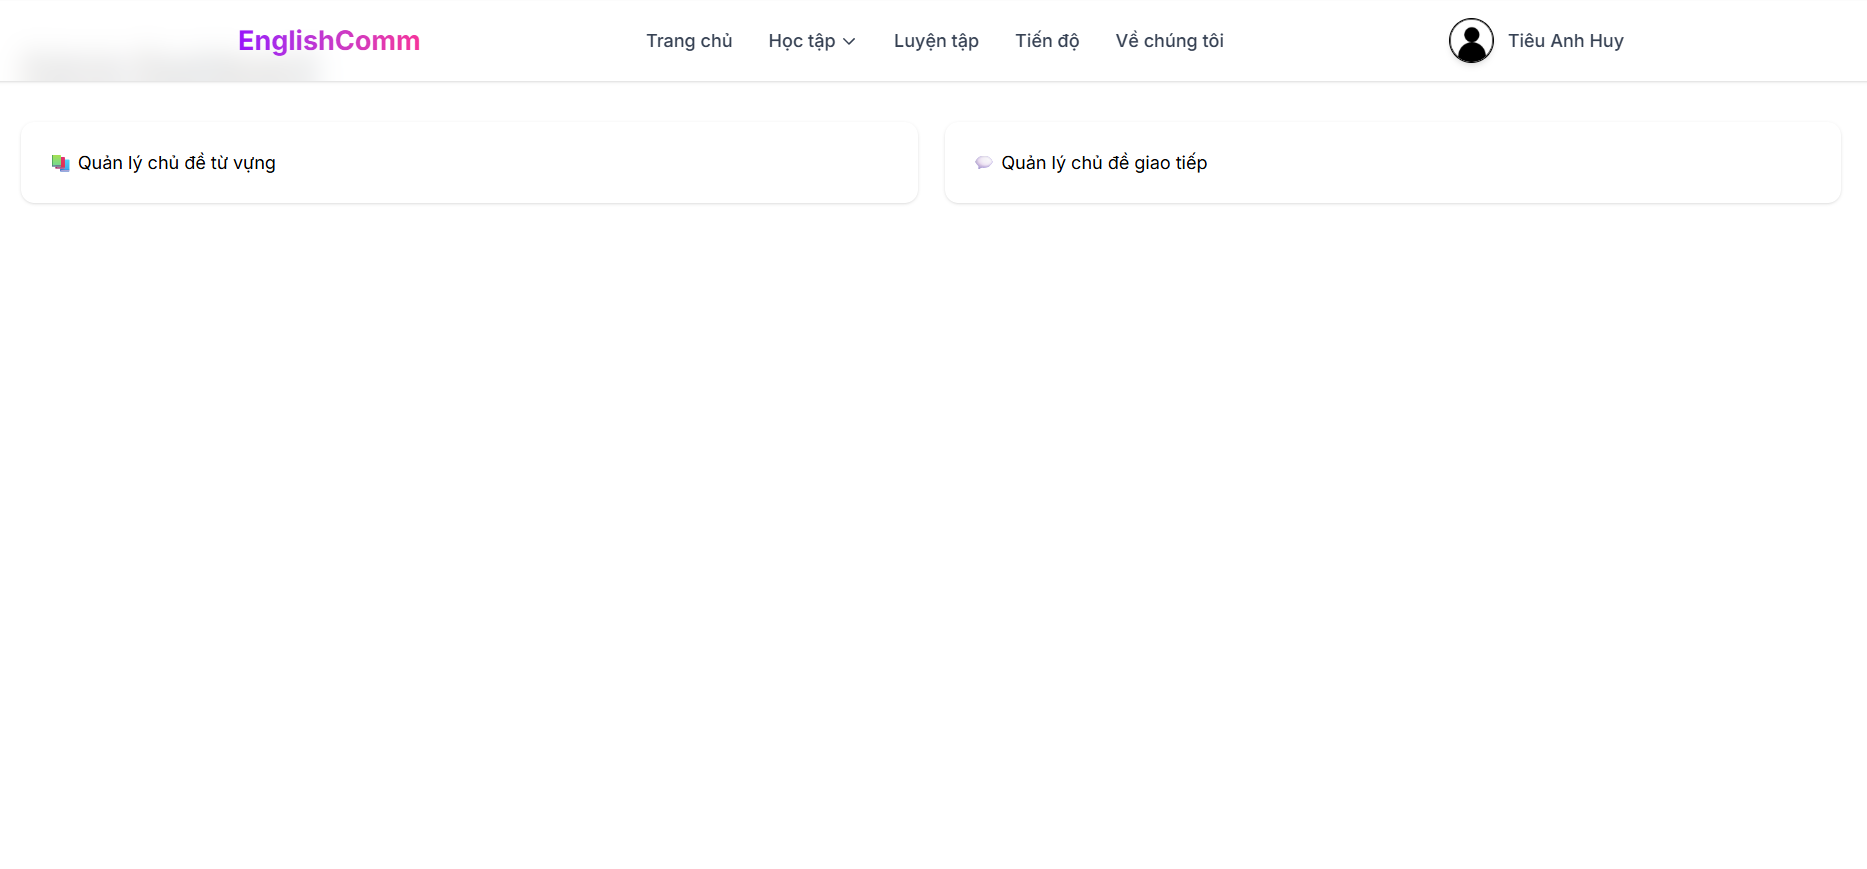 EnglishComm
Trang chủ
Học tập
Luyện tập
Tiến độ
Về chúng tôi
Tiêu Anh Huy
Quản lý chủ đề từ vựng
Quản lý chủ đề giao tiếp